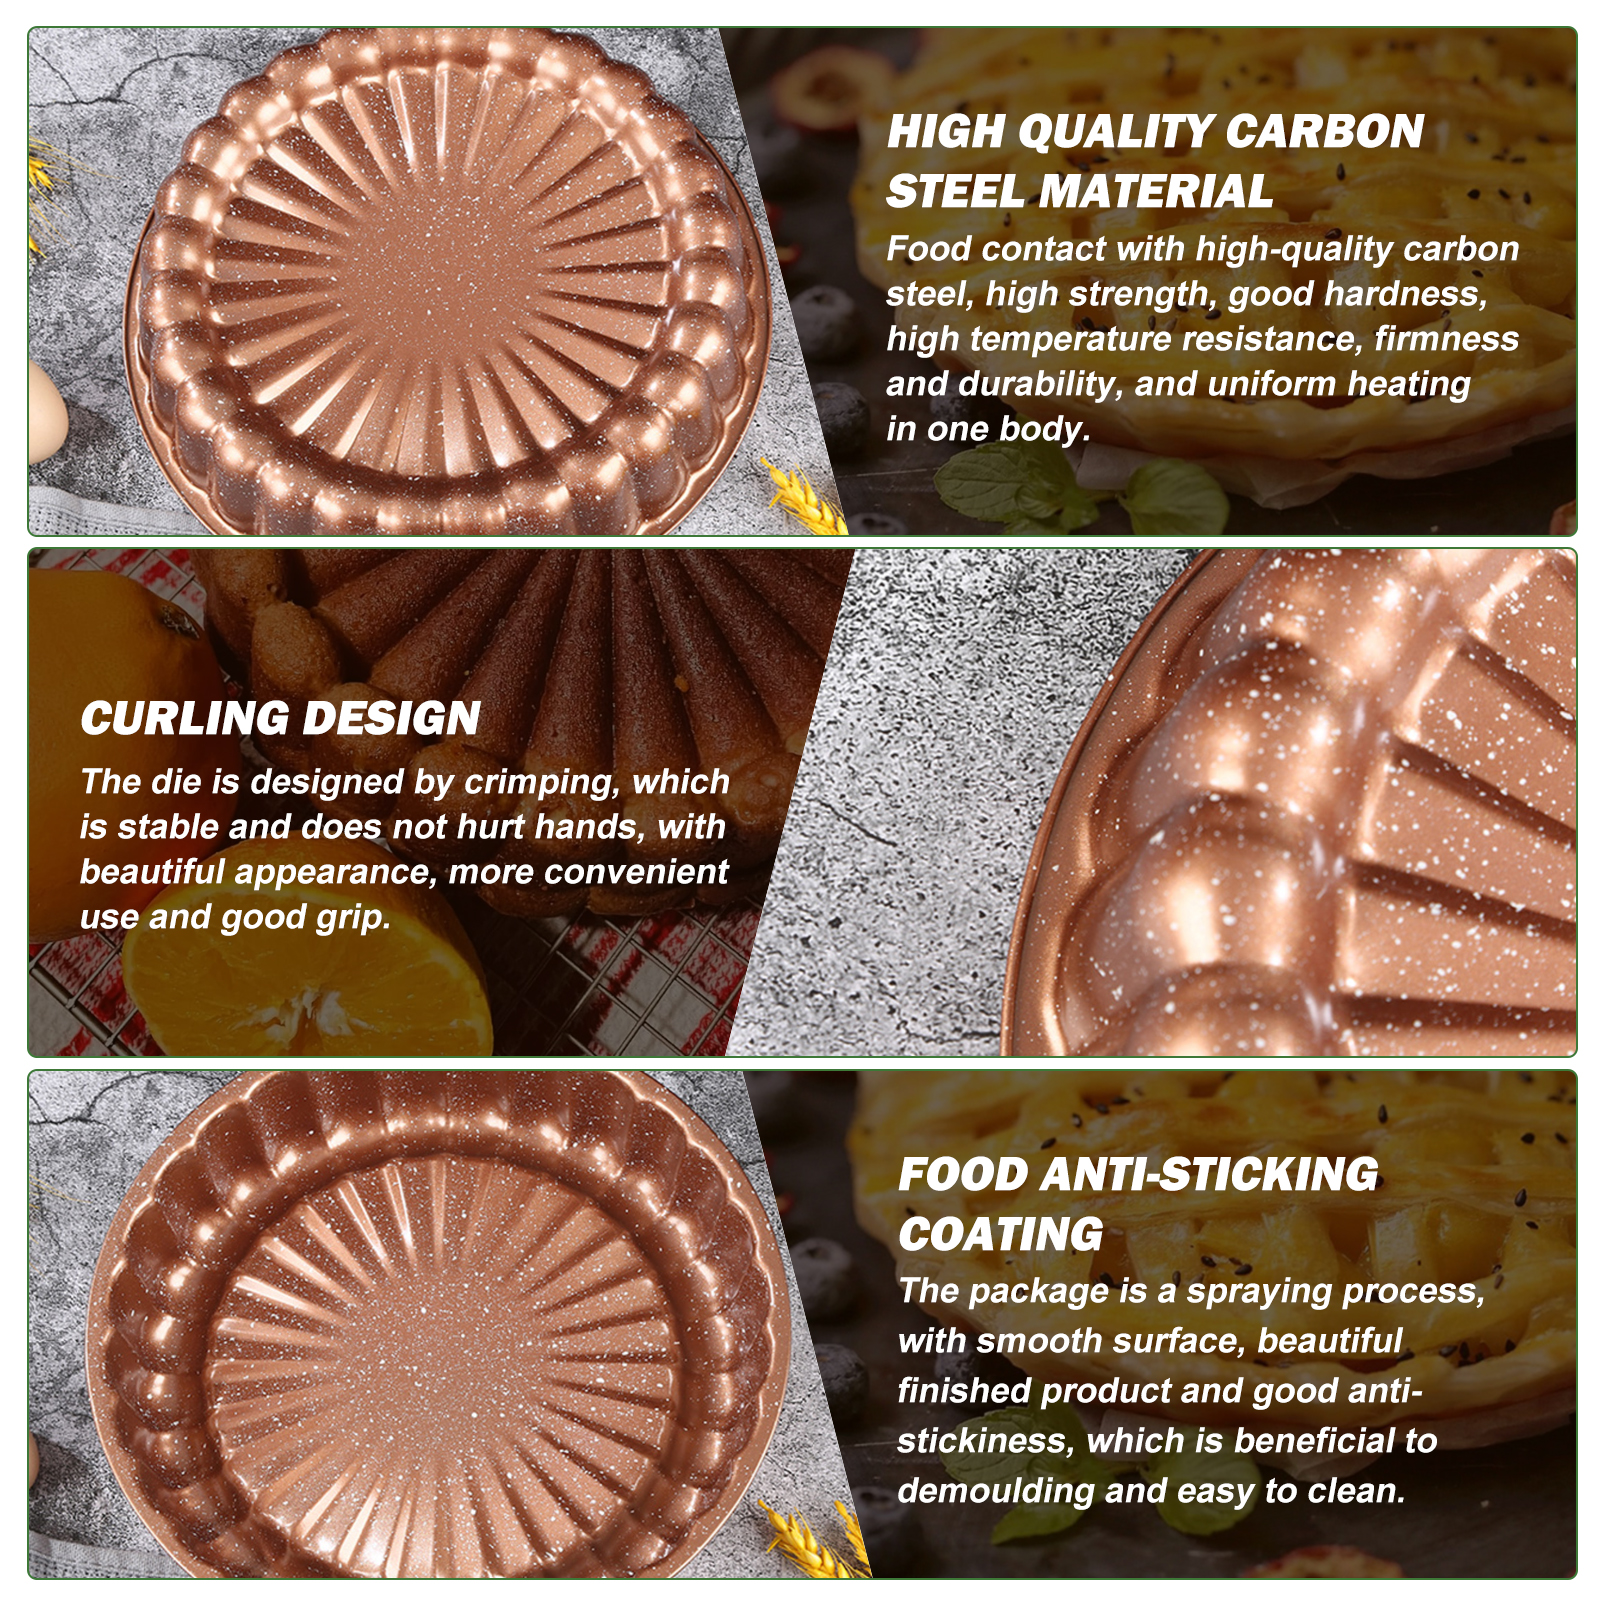 HIGH QUALITY CARBON
STEEL MATERIAL
Food contact with high-quality carbon
steel, high strength, good hardness,
high temperature resistance, firmness
and durability, and uniform heating
in one body.
CURLING DESIGN
The die is designed by crimping, which
is stable and does not hurt hands, with
beautiful appearance, more convenient
use and good grip.
FOOD ANTI-STICKING
COATING
The package is a spraying process,
with smooth surface, beautiful
finished product and good anti-
stickiness, which is beneficial to
demoulding and easy to clean.